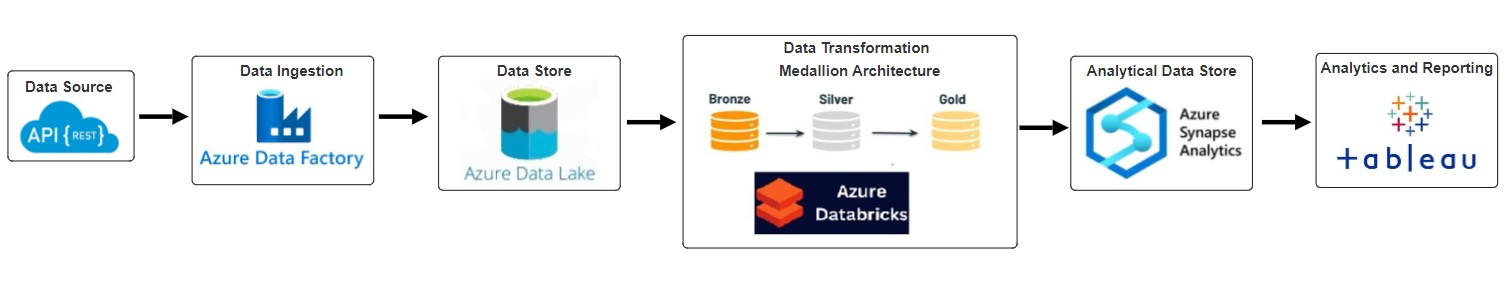 Data Source
API {REST}
Data Ingestion
Azure Data Factory
Data Store
Azure Data Lake
Data Transformation
Medallion Architecture
Bronze
Silver
Gold
Azure
Databricks
Analytical Data Store
Azure
Synapse
Analytics
Analytics and Reporting
+ableau